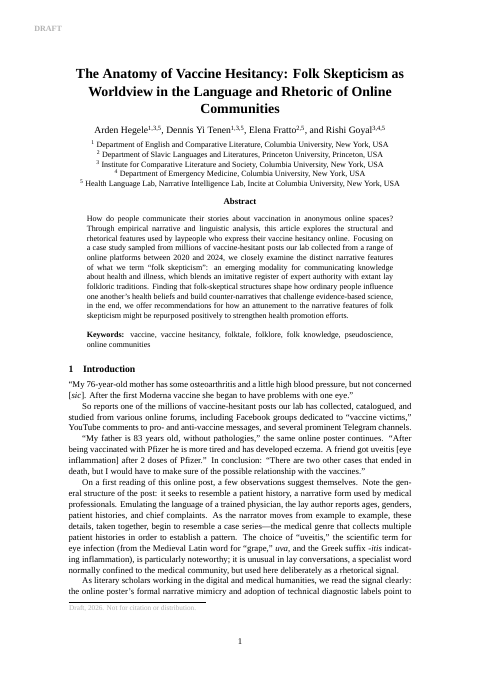 DRAFT
The Anatomy of Vaccine Hesitancy: Folk Skepticism as
Worldview in the Language and Rhetoric of Online
Communities
Arden Hegele1,3,5, Dennis Yi Tenen1,3,5, Elena Fratto2,5, and Rishi Goyal3,4,5
1 Department of English and Comparative Literature, Columbia University, New York, USA
2 Department of Slavic Languages and Literatures, Princeton University, Princeton, USA
3 Institute for Comparative Literature and Society, Columbia University, New York, USA
4 Department of Emergency Medicine, Columbia University, New York, USA
5 Health Language Lab, Narrative Intelligence Lab, Incite at Columbia University, New York, USA
Abstract
How do people communicate their stories about vaccination in anonymous online spaces?
Through empirical narrative and linguistic analysis, this article explores the structural and
rhetorical features used by laypeople who express their vaccine hesitancy online. Focusing on
a case study sampled from millions of vaccine-hesitant posts our lab collected from a range of
online platforms between 2020 and 2024, we closely examine the distinct narrative features
of what we term “folk skepticism”: an emerging modality for communicating knowledge
about health and illness, which blends an imitative register of expert authority with extant lay
folkloric traditions. Finding that folk-skeptical structures shape how ordinary people influence
one another’s health beliefs and build counter-narratives that challenge evidence-based science,
in the end, we offer recommendations for how an attunement to the narrative features of folk
skepticism might be repurposed positively to strengthen health promotion efforts.
Keywords: vaccine, vaccine hesitancy, folktale, folklore, folk knowledge, pseudoscience,
online communities
1 Introduction
“My 76-year-old mother has some osteoarthritis and a little high blood pressure, but not concerned
[sic]. After the first Moderna vaccine she began to have problems with one eye.”
So reports one of the millions of vaccine-hesitant posts our lab has collected, catalogued, and
studied from various online forums, including Facebook groups dedicated to “vaccine victims,”
YouTube comments to pro- and anti-vaccine messages, and several prominent Telegram channels.
“My father is 83 years old, without pathologies,” the same online poster continues. “After
being vaccinated with Pfizer he is more tired and has developed eczema. A friend got uveitis [eye
inflammation] after 2 doses of Pfizer.” In conclusion: “There are two other cases that ended in
death, but I would have to make sure of the possible relationship with the vaccines.”
On a first reading of this online post, a few observations suggest themselves. Note the gen-
eral structure of the post: it seeks to resemble a patient history, a narrative form used by medical
professionals. Emulating the language of a trained physician, the lay author reports ages, genders,
patient histories, and chief complaints. As the narrator moves from example to example, these
details, taken together, begin to resemble a case series—the medical genre that collects multiple
patient histories in order to establish a pattern. The choice of “uveitis,” the scientific term for
eye infection (from the Medieval Latin word for “grape,” uva, and the Greek suffix -itis indicat-
ing inflammation), is particularly noteworthy; it is unusual in lay conversations, a specialist word
normally confined to the medical community, but used here deliberately as a rhetorical signal.
As literary scholars working in the digital and medical humanities, we read the signal clearly:
the online poster’s formal narrative mimicry and adoption of technical diagnostic labels point to
Draft, 2026. Not for citation or distribution.
1